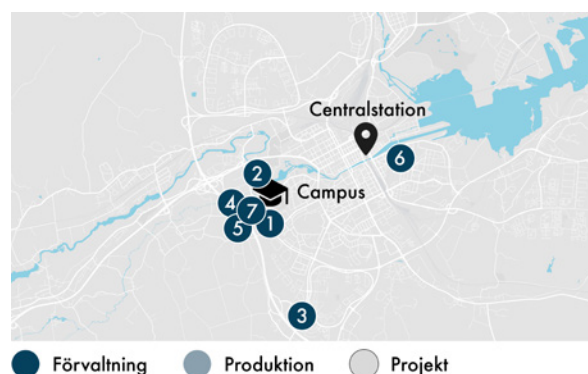 Centralstation
6
2
Campus
4
7
5
1
3
Förvaltning
Produktion
Projekt